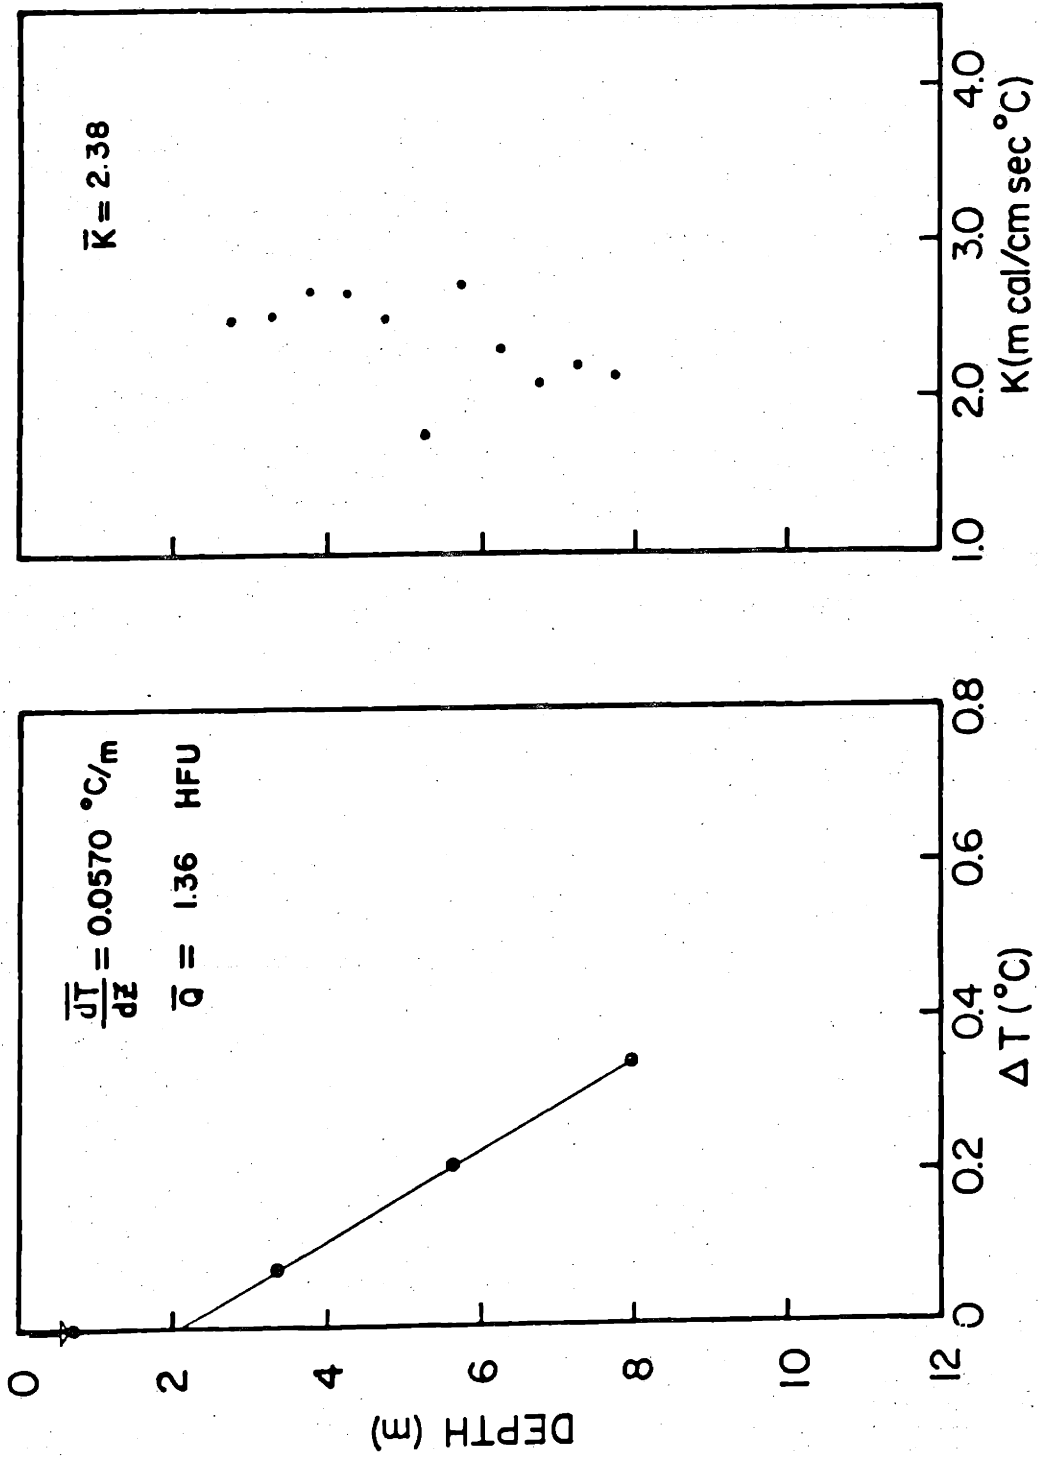 dT/dZ = 0.0570 °C/m
Q = 1.36 HFU
0
2
4
6
8
10
12
DEPTH (m)
0 0.2 0.4 0.6 0.8
Δ T (°C)
K = 2.38
1.0 2.0 3.0 4.0
K (m cal/cm sec °C)